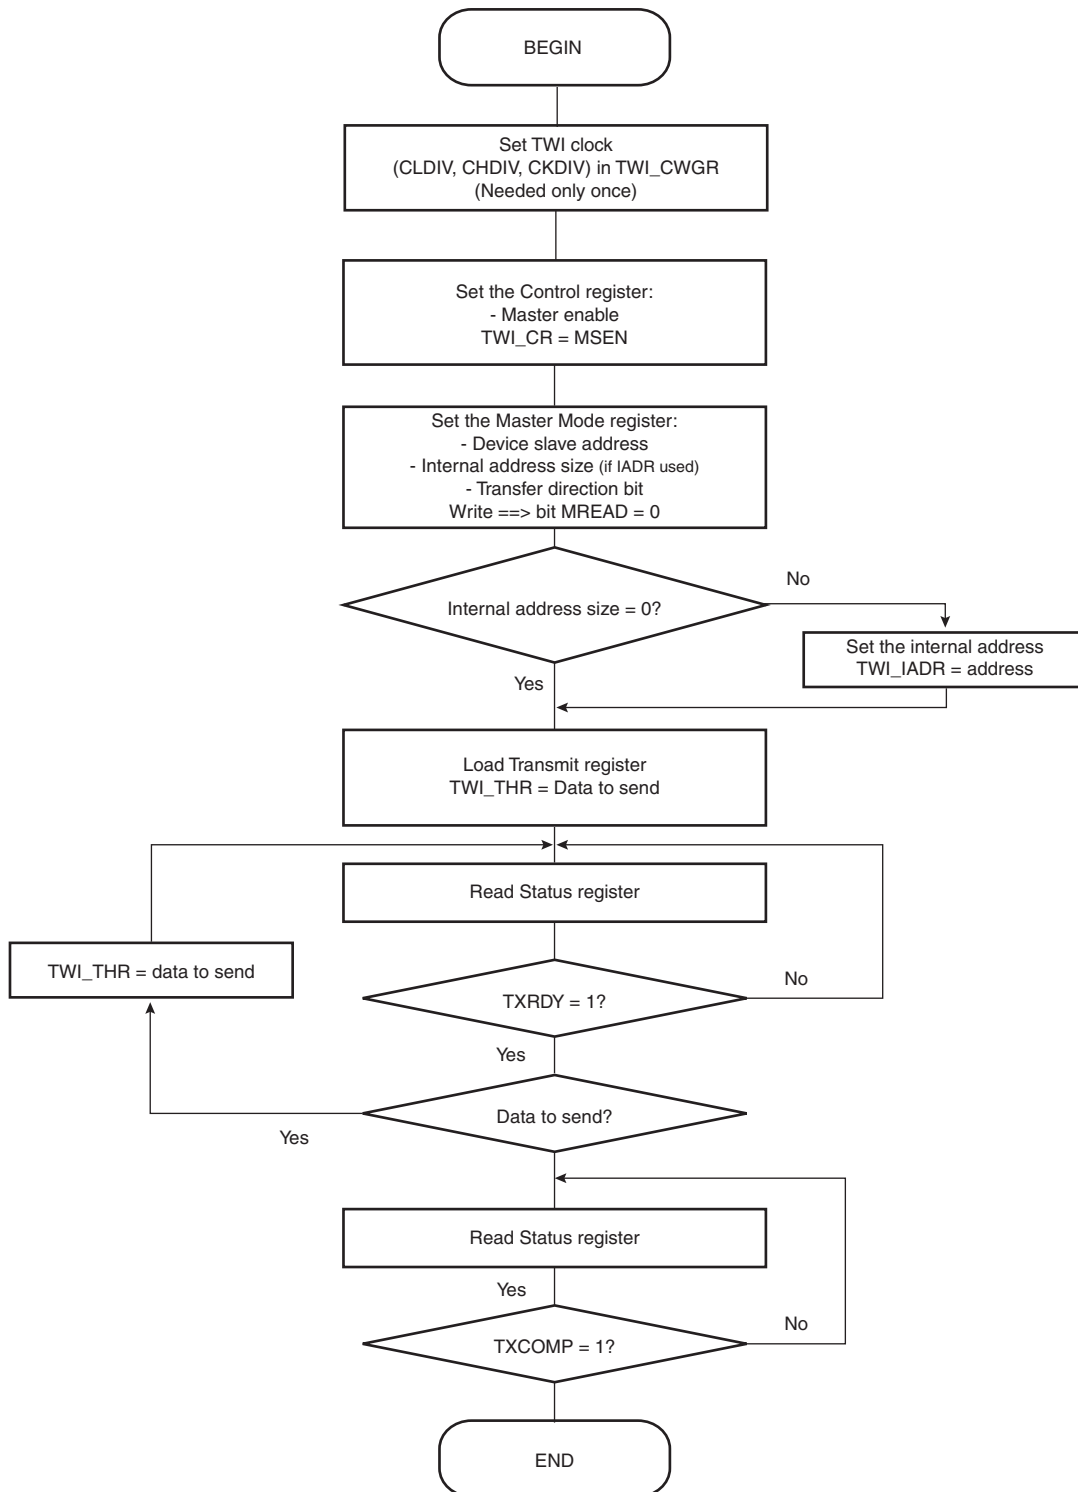 BEGIN
Set TWI clock
(CLDIV, CHDIV, CKDIV) in TWI_CWGR
(Needed only once)
Set the Control register:
- Master enable
TWI_CR = MSEN
Set the Master Mode register:
- Device slave address
- Internal address size (if IADR used)
- Transfer direction bit
Write ==> bit MREAD = 0
No
Internal address size = 0?
Set the internal address
TWI_IADR = address
Yes
Load Transmit register
TWI_THR = Data to send
Read Status register
TWI_THR = data to send
No
TXRDY = 1?
Yes
Data to send?
Yes
Read Status register
Yes
No
TXCOMP = 1?
END